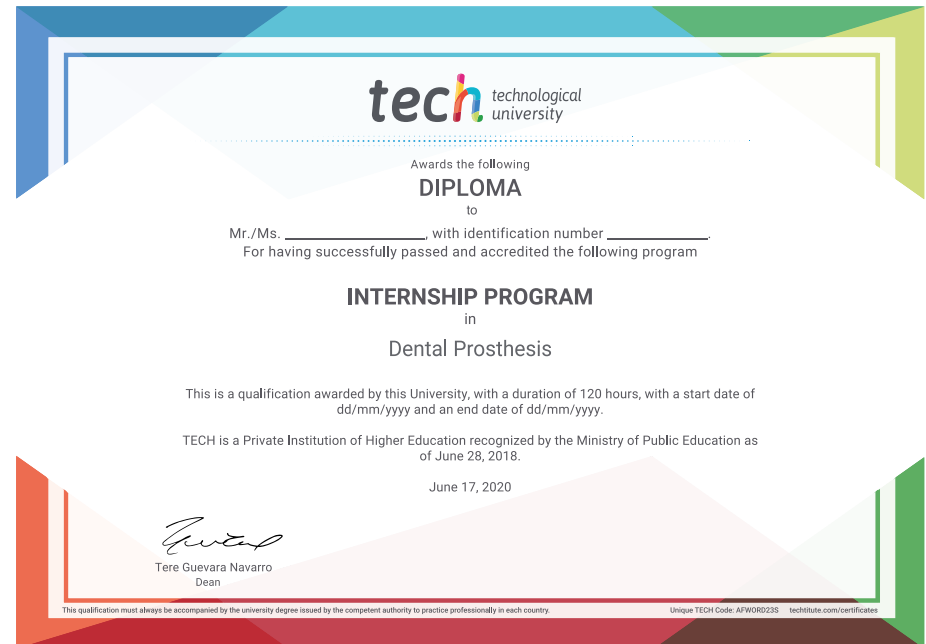 tech technological
university
Awards the following
DIPLOMA
to
Mr./Ms. ____________________, with identification number ______________.
For having successfully passed and accredited the following program
INTERNSHIP PROGRAM
in
Dental Prosthesis
This is a qualification awarded by this University, with a duration of 120 hours, with a start date of
dd/mm/yyyy and an end date of dd/mm/yyyy.
TECH is a Private Institution of Higher Education recognized by the Ministry of Public Education as
of June 28, 2018.
June 17, 2020
Tere Guevara Navarro
Dean
This qualification must always be accompanied by the university degree issued by the competent authority to practice professionally in each country. Unique TECH Code: AFWORD23S techtitute.com/certificates